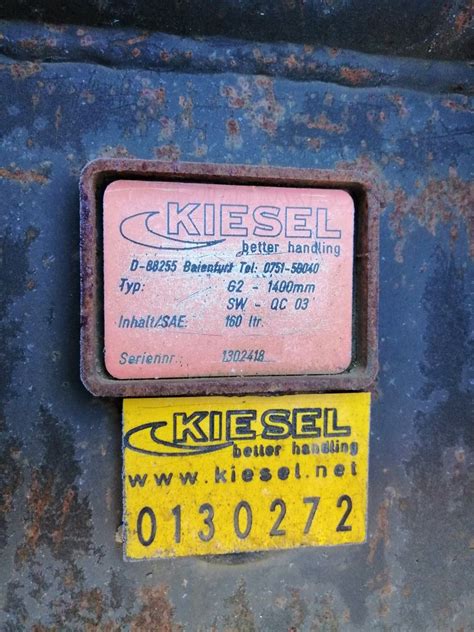 KIESEL
better handling
D-88255 Baienfurt Tel: 0751-50040
Typ: G2 - 1400mm
SW - QC 03
Inhalt/SAE: 160 ltr.
Seriennr.: 1302418
KIESEL
better handling
www.kiesel.net
0130272